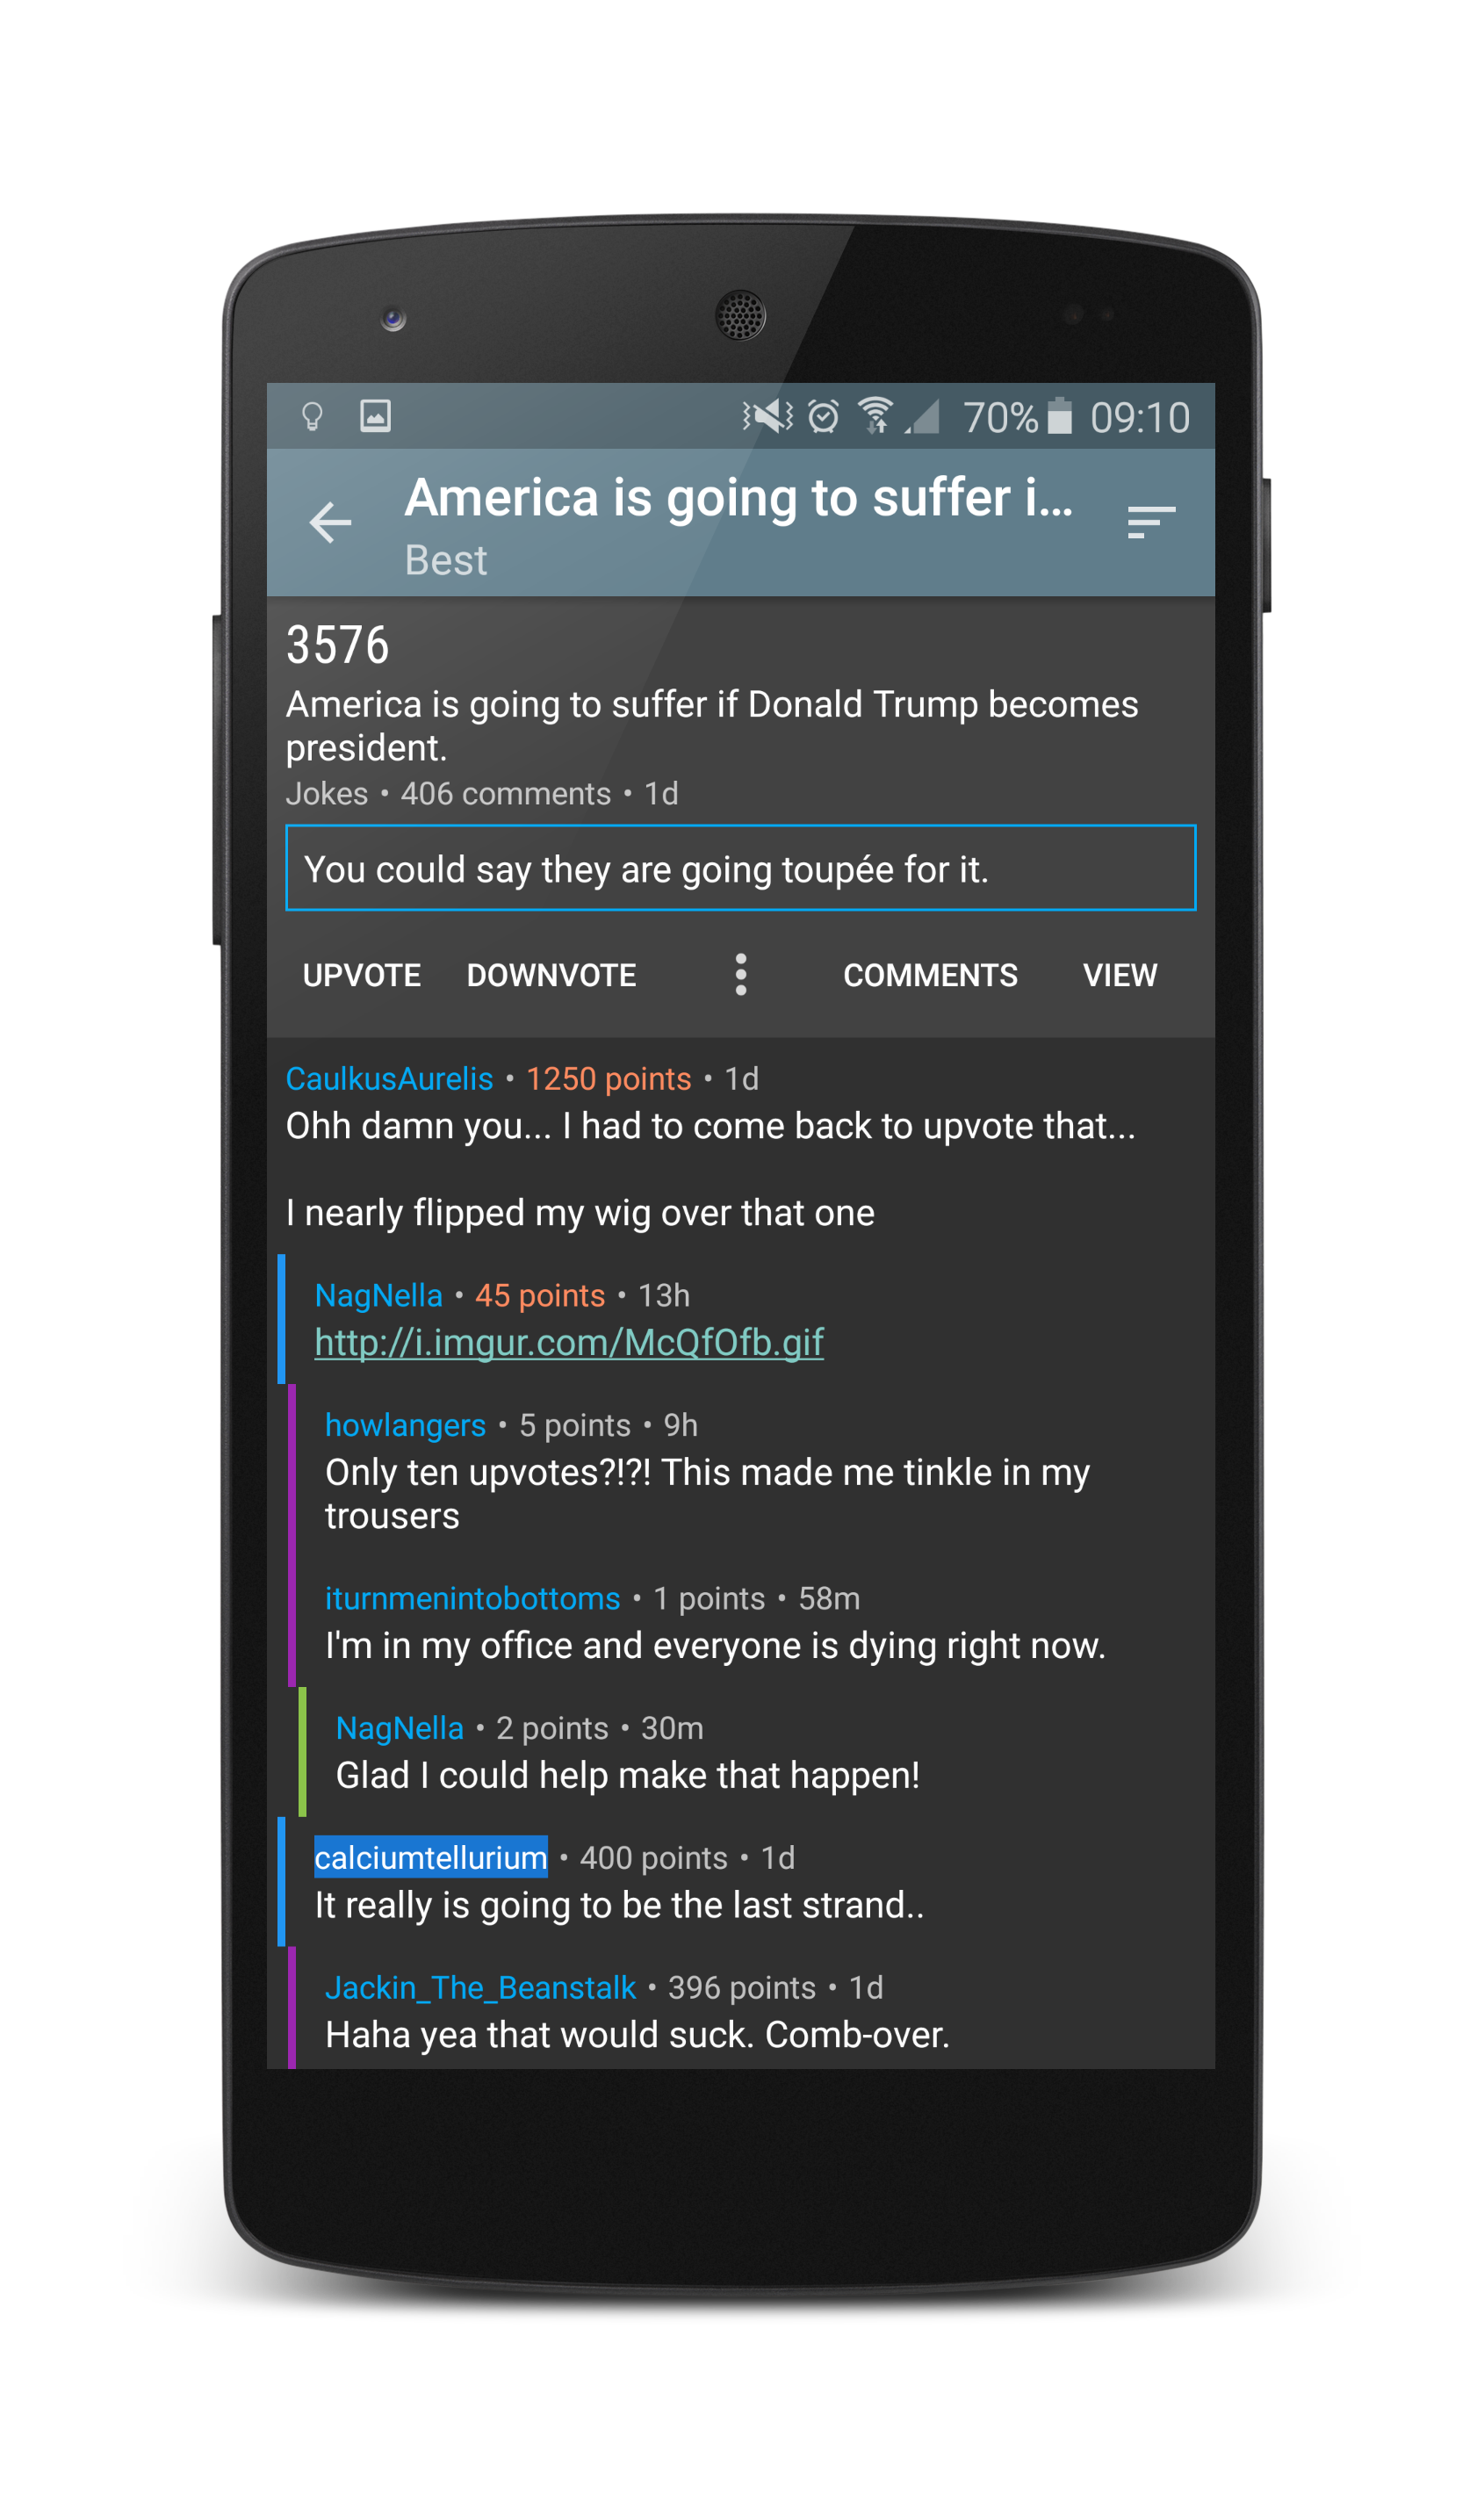 70% 09:10
America is going to suffer i...
Best
3576
America is going to suffer if Donald Trump becomes
president.
Jokes • 406 comments • 1d
You could say they are going toupée for it.
UPVOTE DOWNVOTE COMMENTS VIEW
CaulkusAurelis • 1250 points • 1d
Ohh damn you... I had to come back to upvote that...
I nearly flipped my wig over that one
NagNella • 45 points • 13h
http://i.imgur.com/McQfOfb.gif
howlangers • 5 points • 9h
Only ten upvotes?!?! This made me tinkle in my
trousers
iturnmenintobottoms • 1 points • 58m
I'm in my office and everyone is dying right now.
NagNella • 2 points • 30m
Glad I could help make that happen!
calciumtellurium • 400 points • 1d
It really is going to be the last strand..
Jackin_The_Beanstalk • 396 points • 1d
Haha yea that would suck. Comb-over.